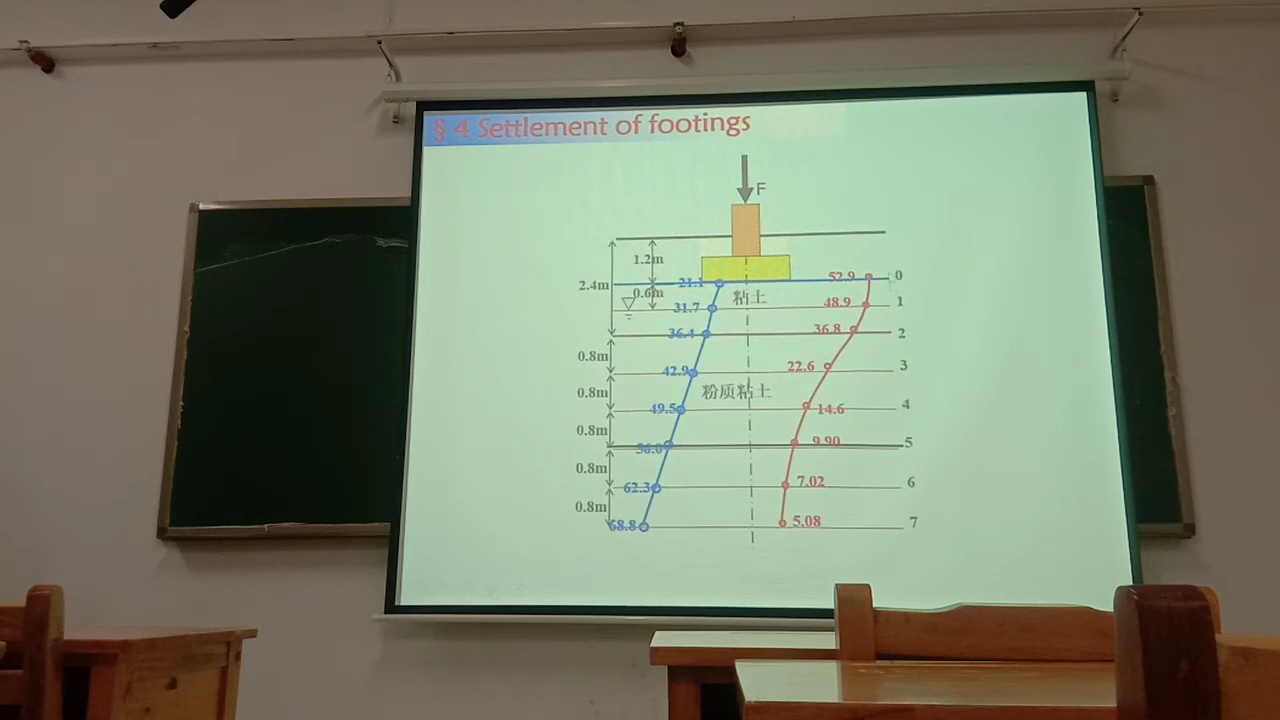 § 4 Settlement of footings
F
1.2m
2.4m
0.6m
21.1
粘土
52.9
0
31.7
48.9
1
36.4
36.8
2
0.8m
42.9
22.6
3
0.8m
粉质粘土
49.5
14.6
4
0.8m
56.0
9.90
5
0.8m
62.3
7.02
6
0.8m
68.8
5.08
7